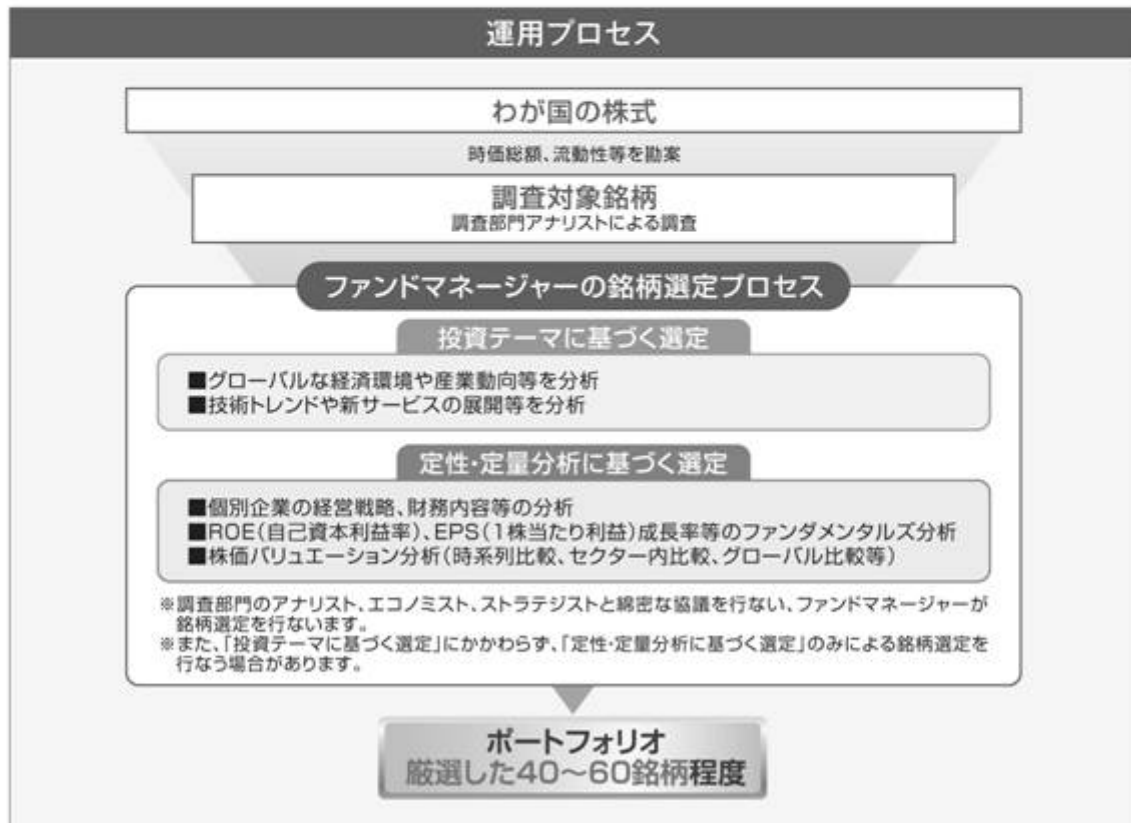 運用プロセス
わが国の株式
時価総額、流動性等を勘案
調査対象銘柄
調査部門アナリストによる調査
ファンドマネージャーの銘柄選定プロセス
投資テーマに基づく選定
■グローバルな経済環境や産業動向等を分析
■技術トレンドや新サービスの展開等を分析
定性・定量分析に基づく選定
■個別企業の経営戦略、財務内容等の分析
■ROE(自己資本利益率)、EPS(1株当たり利益)成長率等のファンダメンタルズ分析
■株価バリュエーション分析(時系列比較、セクター内比較、グローバル比較等)
※調査部門のアナリスト、エコノミスト、ストラテジストと綿密な協議を行ない、ファンドマネージャーが
銘柄選定を行ないます。
※また、「投資テーマに基づく選定」にかかわらず、「定性・定量分析に基づく選定」のみによる銘柄選定を
行なう場合があります。
ポートフォリオ
厳選した40～60銘柄程度